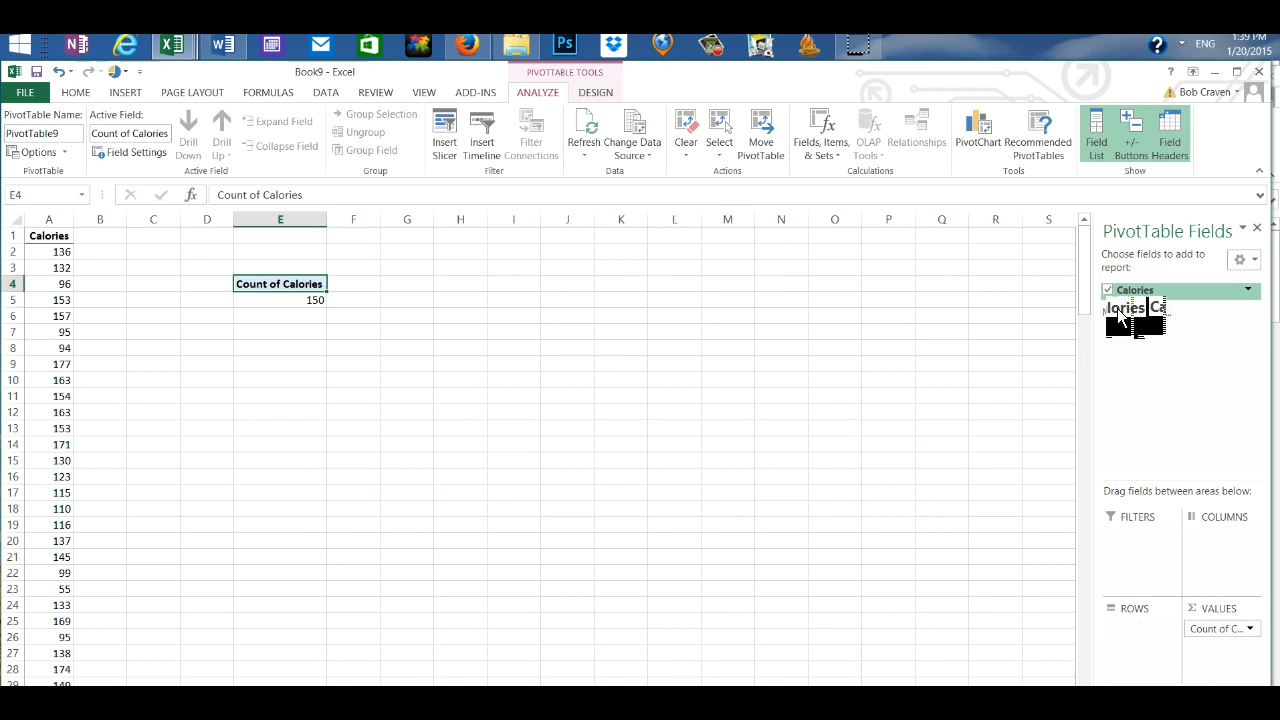 1:39 PM
ENG
1/20/2015
Book9 - Excel
PIVOTTABLE TOOLS
FILE HOME INSERT PAGE LAYOUT FORMULAS DATA REVIEW VIEW ADD-INS ANALYZE DESIGN
Bob Craven
PivotTable Name:
PivotTable9
Options
PivotTable
Active Field:
Count of Calories
Field Settings
Drill Down
Drill Up
Expand Field
Collapse Field
Active Field
Group Selection
Ungroup
Group Field
Group
Insert Slicer
Insert Timeline
Filter Connections
Filter
Refresh
Change Data Source
Data
Clear
Select
Move PivotTable
Actions
Fields, Items, & Sets
OLAP Tools
Relationships
Calculations
PivotChart
Recommended PivotTables
Tools
Field List
+/- Buttons
Field Headers
Show
E4
fx
Count of Calories
A B C D E F G H I J K L M N O P Q R S
1 Calories
2 136
3 132
4 96 Count of Calories
5 153 150
6 157
7 95
8 94
9 177
10 163
11 154
12 163
13 153
14 171
15 130
16 123
17 115
18 110
19 116
20 137
21 145
22 99
23 55
24 133
25 169
26 95
27 138
28 174
29 149
PivotTable Fields
Choose fields to add to
report:
Calories
lories Ca
Drag fields between areas below:
FILTERS
COLUMNS
ROWS
Σ VALUES
Count of C...